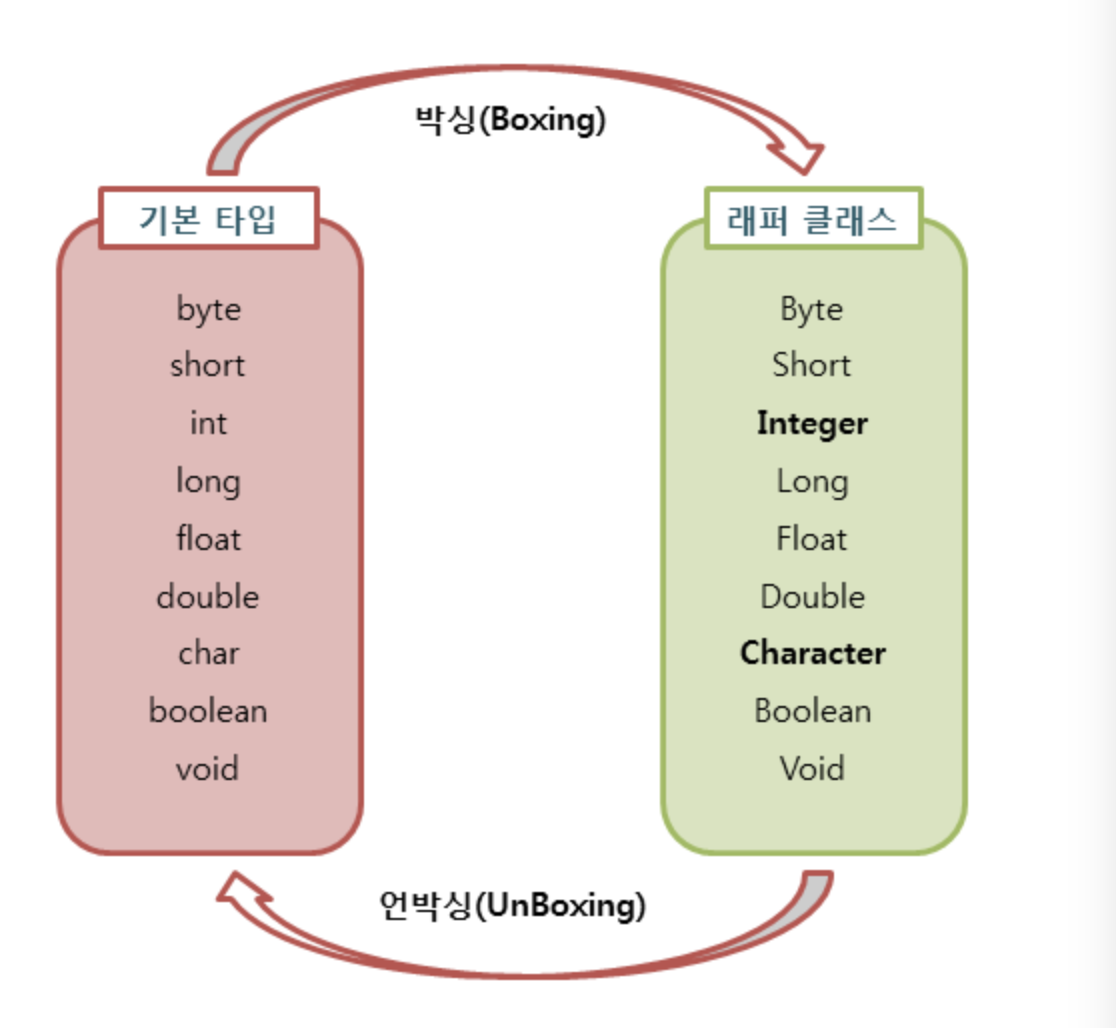 박싱(Boxing)
기본 타입
byte
short
int
long
float
double
char
boolean
void
래퍼 클래스
Byte
Short
Integer
Long
Float
Double
Character
Boolean
Void
언박싱(UnBoxing)